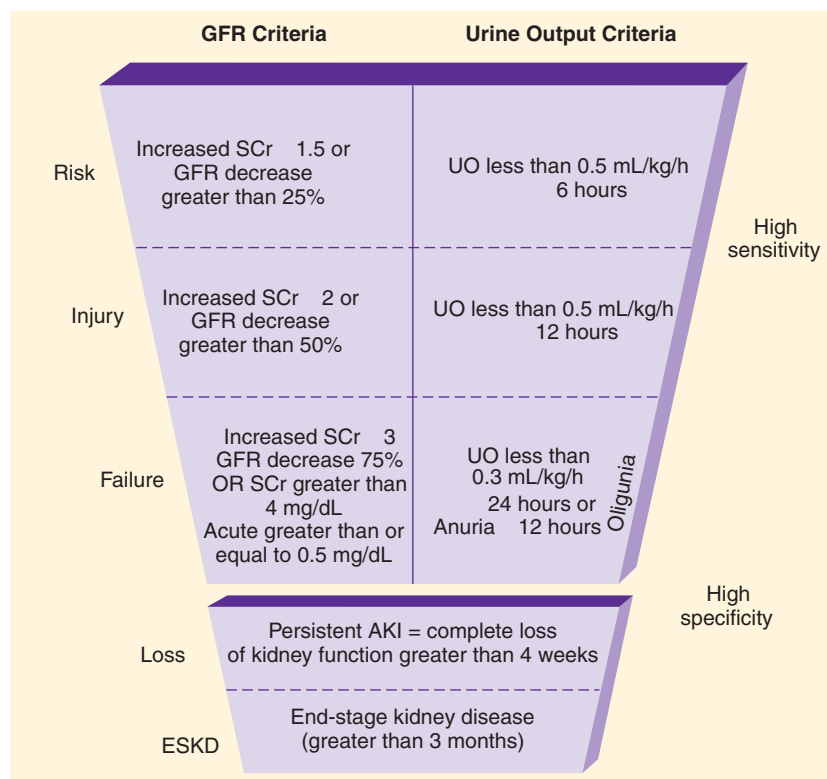 GFR Criteria
Urine Output Criteria
Risk
Increased SCr 1.5 or
GFR decrease
greater than 25%
UO less than 0.5 mL/kg/h
6 hours
High
sensitivity
Injury
Increased SCr 2 or
GFR decrease
greater than 50%
UO less than 0.5 mL/kg/h
12 hours
Failure
Increased SCr 3
GFR decrease 75%
OR SCr greater than
4 mg/dL
Acute greater than or
equal to 0.5 mg/dL
UO less than
0.3 mL/kg/h
24 hours or
Anuria 12 hours
Oligunia
High
specificity
Loss
Persistent AKI = complete loss
of kidney function greater than 4 weeks
ESKD
End-stage kidney disease
(greater than 3 months)